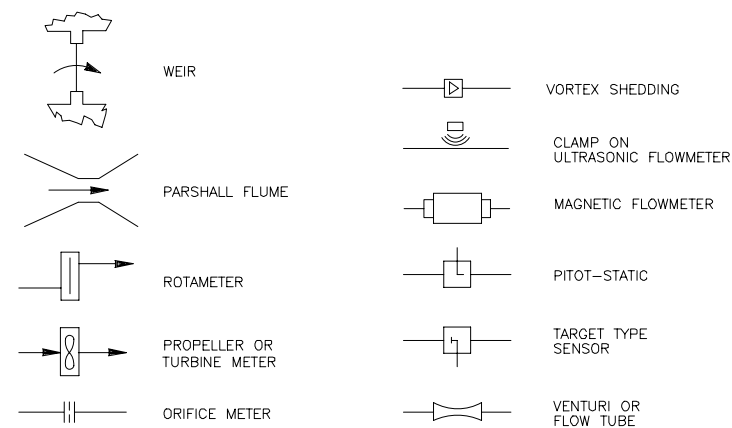 WEIR
PARSHALL FLUME
ROTAMETER
PROPELLER OR
TURBINE METER
ORIFICE METER
VORTEX SHEDDING
CLAMP ON
ULTRASONIC FLOWMETER
MAGNETIC FLOWMETER
PITOT-STATIC
TARGET TYPE
SENSOR
VENTURI OR
FLOW TUBE